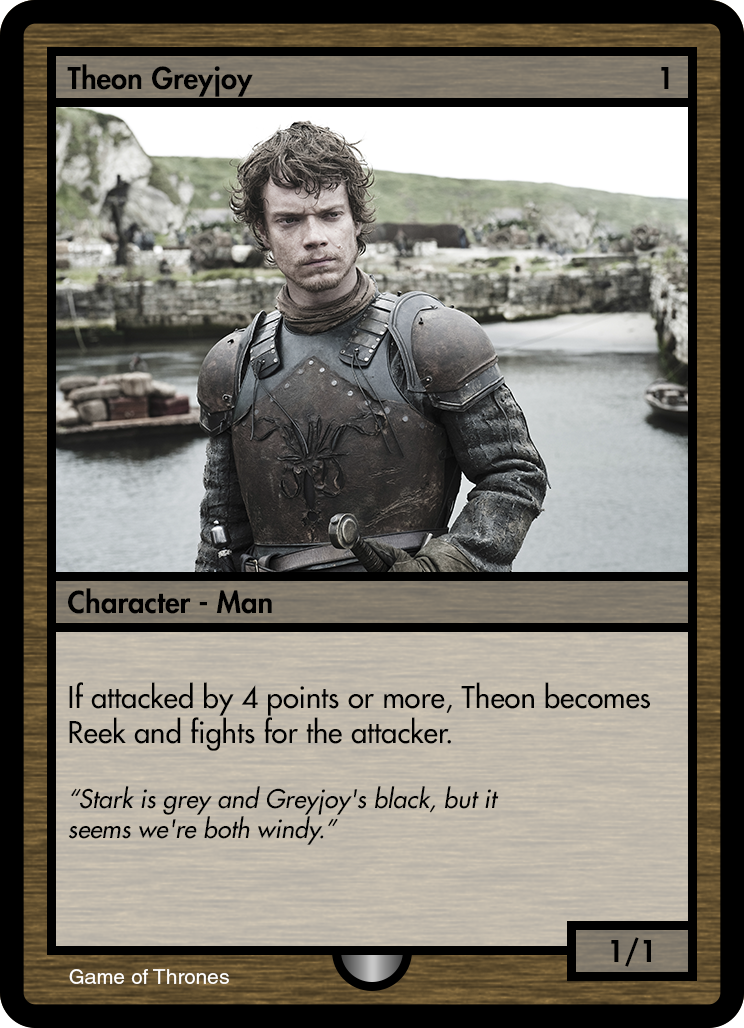 Theon Greyjoy 1
Character - Man
If attacked by 4 points or more, Theon becomes
Reek and fights for the attacker.
“Stark is grey and Greyjoy's black, but it
seems we're both windy.“
1/1
Game of Thrones